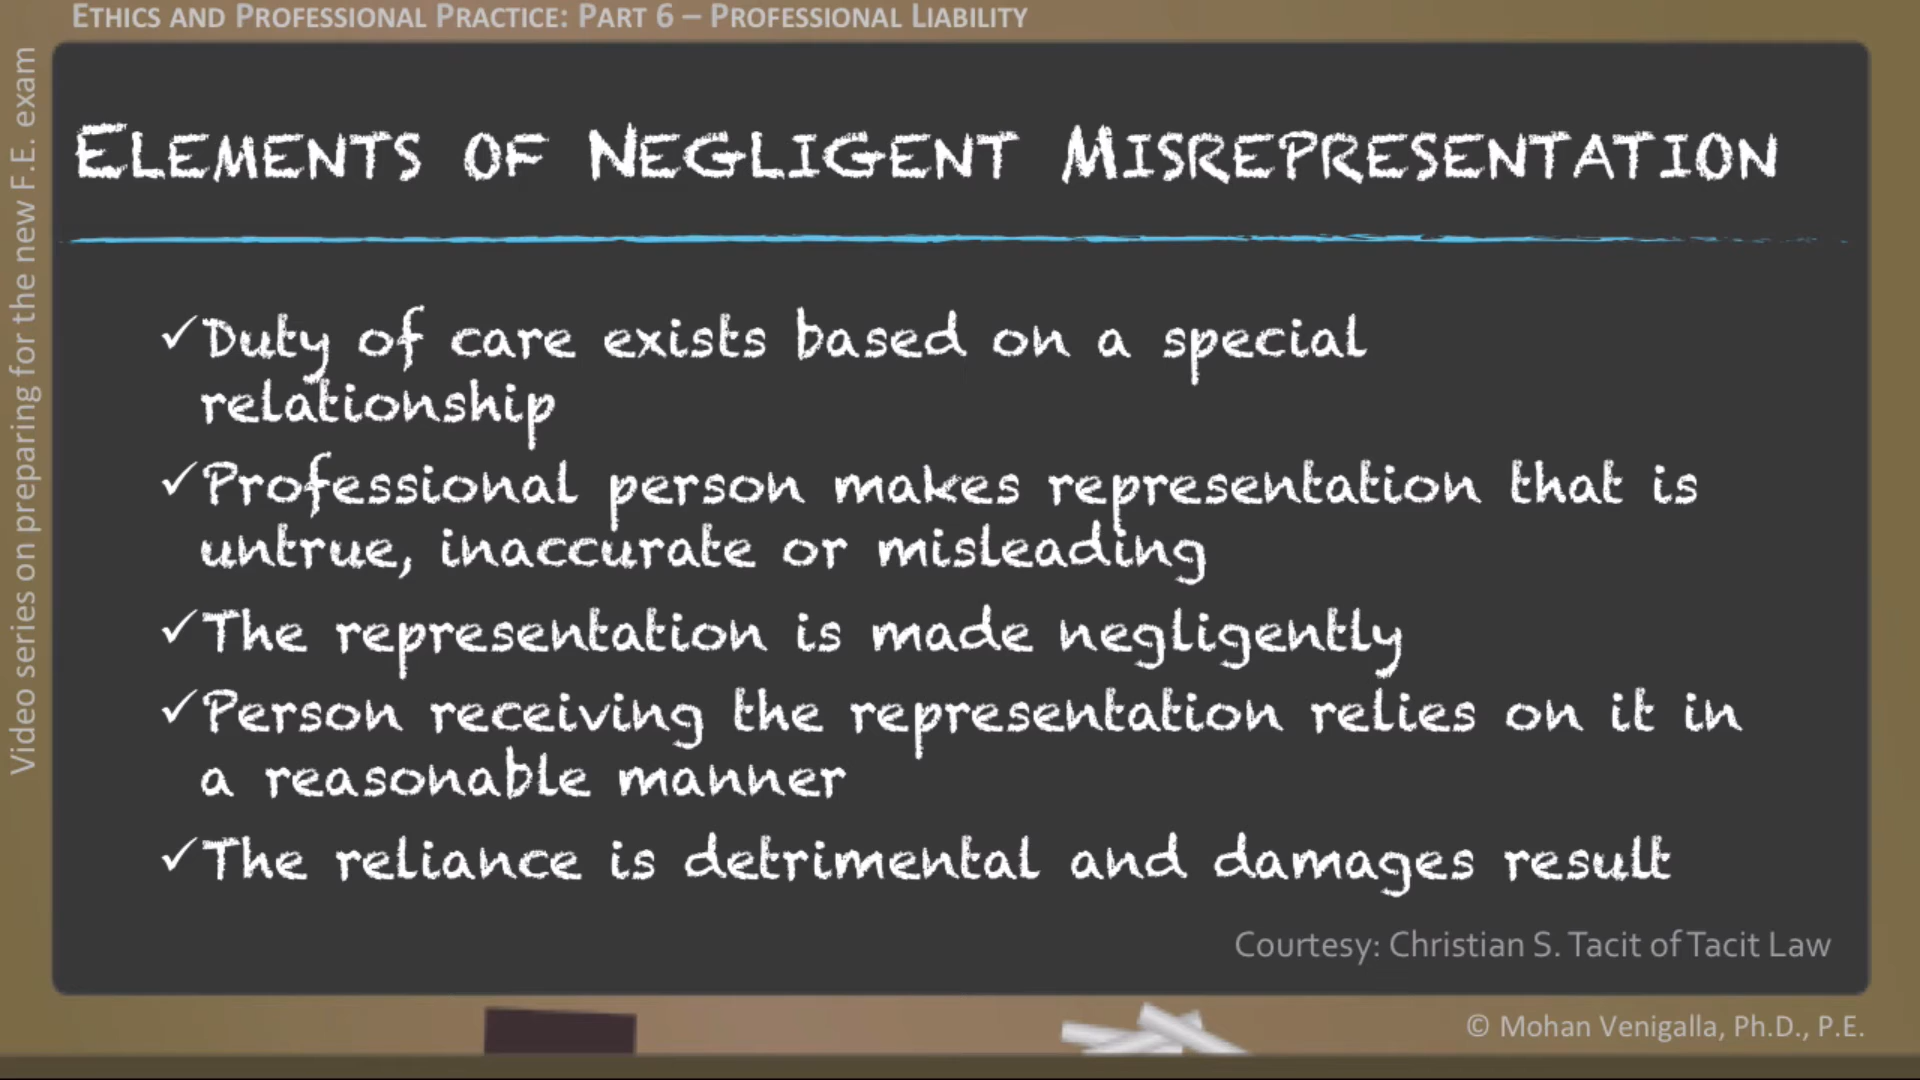 Ethics and Professional Practice: Part 6 – Professional Liability
Video series on preparing for the new F.E. exam
Elements of Negligent Misrepresentation
✓Duty of care exists based on a special
relationship
✓Professional person makes representation that is
untrue, inaccurate or misleading
✓The representation is made negligently
✓Person receiving the representation relies on it in
a reasonable manner
✓The reliance is detrimental and damages result
Courtesy: Christian S. Tacit of Tacit Law
© Mohan Venigalla, Ph.D., P.E.